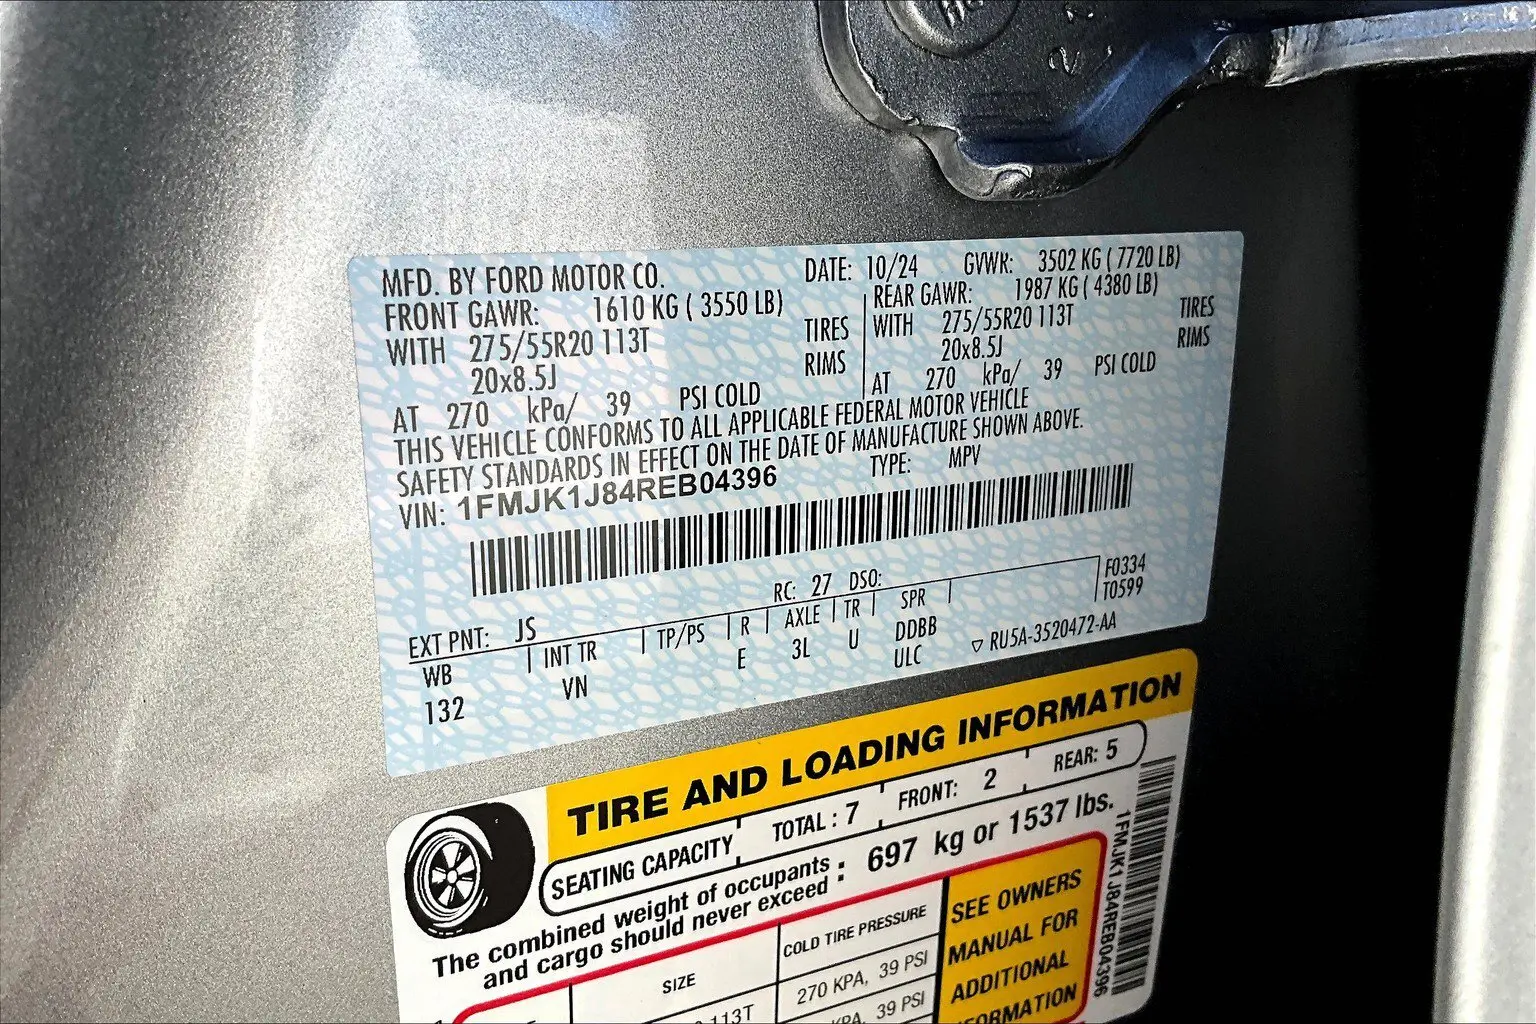 MFD. BY FORD MOTOR CO.
DATE: 10/24 GVWR: 3502 KG ( 7720 LB)
FRONT GAWR: 1610 KG ( 3550 LB)
REAR GAWR: 1987 KG ( 4380 LB)
WITH 275/55R20 113T TIRES
WITH 275/55R20 113T TIRES
20x8.5J RIMS
20x8.5J RIMS
AT 270 kPa/ 39 PSI COLD
AT 270 kPa/ 39 PSI COLD
THIS VEHICLE CONFORMS TO ALL APPLICABLE FEDERAL MOTOR VEHICLE
SAFETY STANDARDS IN EFFECT ON THE DATE OF MANUFACTURE SHOWN ABOVE.
VIN: 1FMJK1J84REB04396 TYPE: MPV
EXT PNT: JS RC: 27 DSO: F0334
T0599
WB INT TR TP/PS R AXLE TR SPR
132 VN E 3L U DDBB
ULC ▽ RU5A-3520472-AA
TIRE AND LOADING INFORMATION
SEATING CAPACITY TOTAL : 7 FRONT: 2 REAR: 5
The combined weight of occupants
and cargo should never exceed : 697 kg or 1537 lbs.
SIZE COLD TIRE PRESSURE
270 KPA, 39 PSI
113T KPA, 39 PSI
SEE OWNERS
MANUAL FOR
ADDITIONAL
INFORMATION
1FMJK1J84REB04396